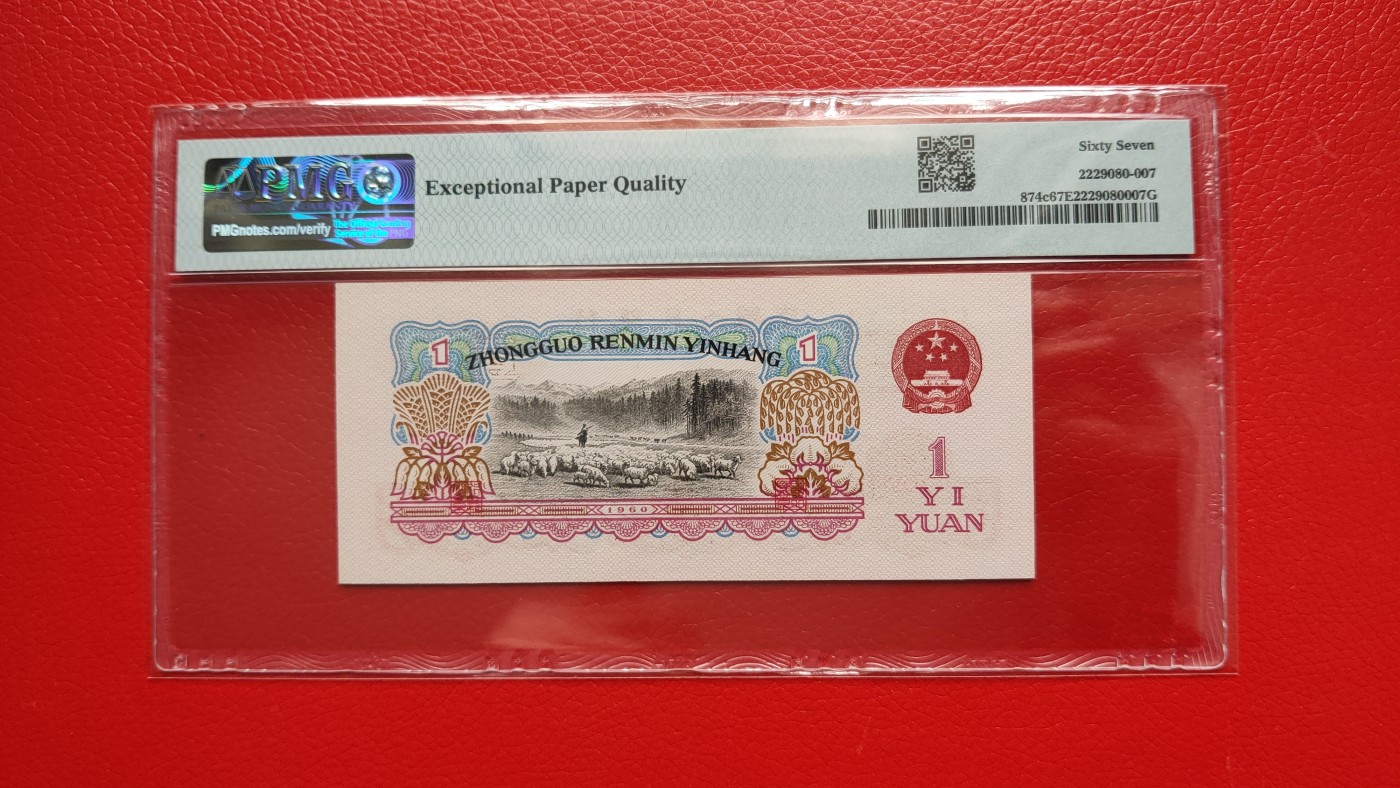 PMG
PMGnotes.com/verify
Exceptional Paper Quality
Sixty Seven
2229080-007
874c67E2229080007G
ZHONGGUO RENMIN YINHANG
1
1
1960
1
YI
YUAN